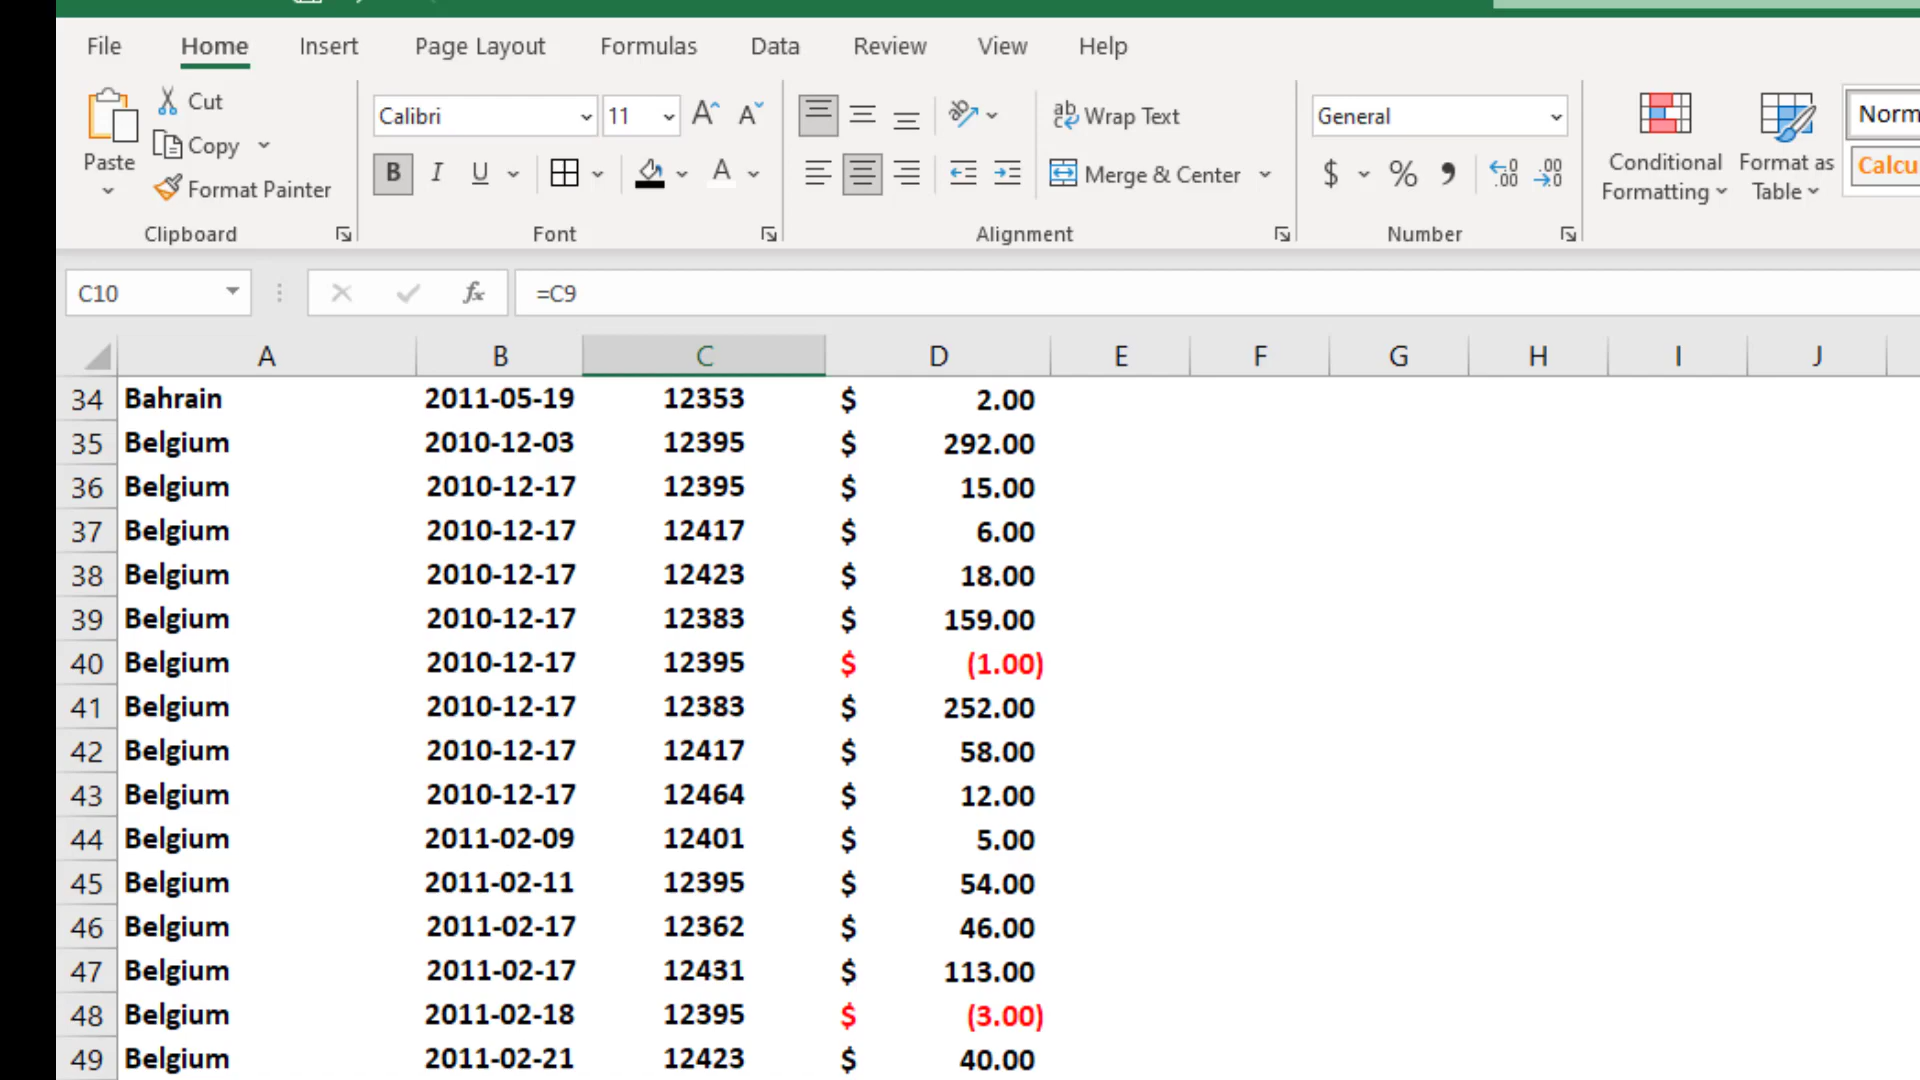 File Home Insert Page Layout Formulas Data Review View Help
Paste
Cut
Copy
Format Painter
Clipboard
Calibri 11
B I U
Font
Wrap Text
Merge & Center
Alignment
General
$ %
Number
Conditional Formatting
Format as Table
Norm
Calcu
C10 fx =C9
A B C D E F G H I J
34 Bahrain 2011-05-19 12353 $ 2.00
35 Belgium 2010-12-03 12395 $ 292.00
36 Belgium 2010-12-17 12395 $ 15.00
37 Belgium 2010-12-17 12417 $ 6.00
38 Belgium 2010-12-17 12423 $ 18.00
39 Belgium 2010-12-17 12383 $ 159.00
40 Belgium 2010-12-17 12395 $ (1.00)
41 Belgium 2010-12-17 12383 $ 252.00
42 Belgium 2010-12-17 12417 $ 58.00
43 Belgium 2010-12-17 12464 $ 12.00
44 Belgium 2011-02-09 12401 $ 5.00
45 Belgium 2011-02-11 12395 $ 54.00
46 Belgium 2011-02-17 12362 $ 46.00
47 Belgium 2011-02-17 12431 $ 113.00
48 Belgium 2011-02-18 12395 $ (3.00)
49 Belgium 2011-02-21 12423 $ 40.00